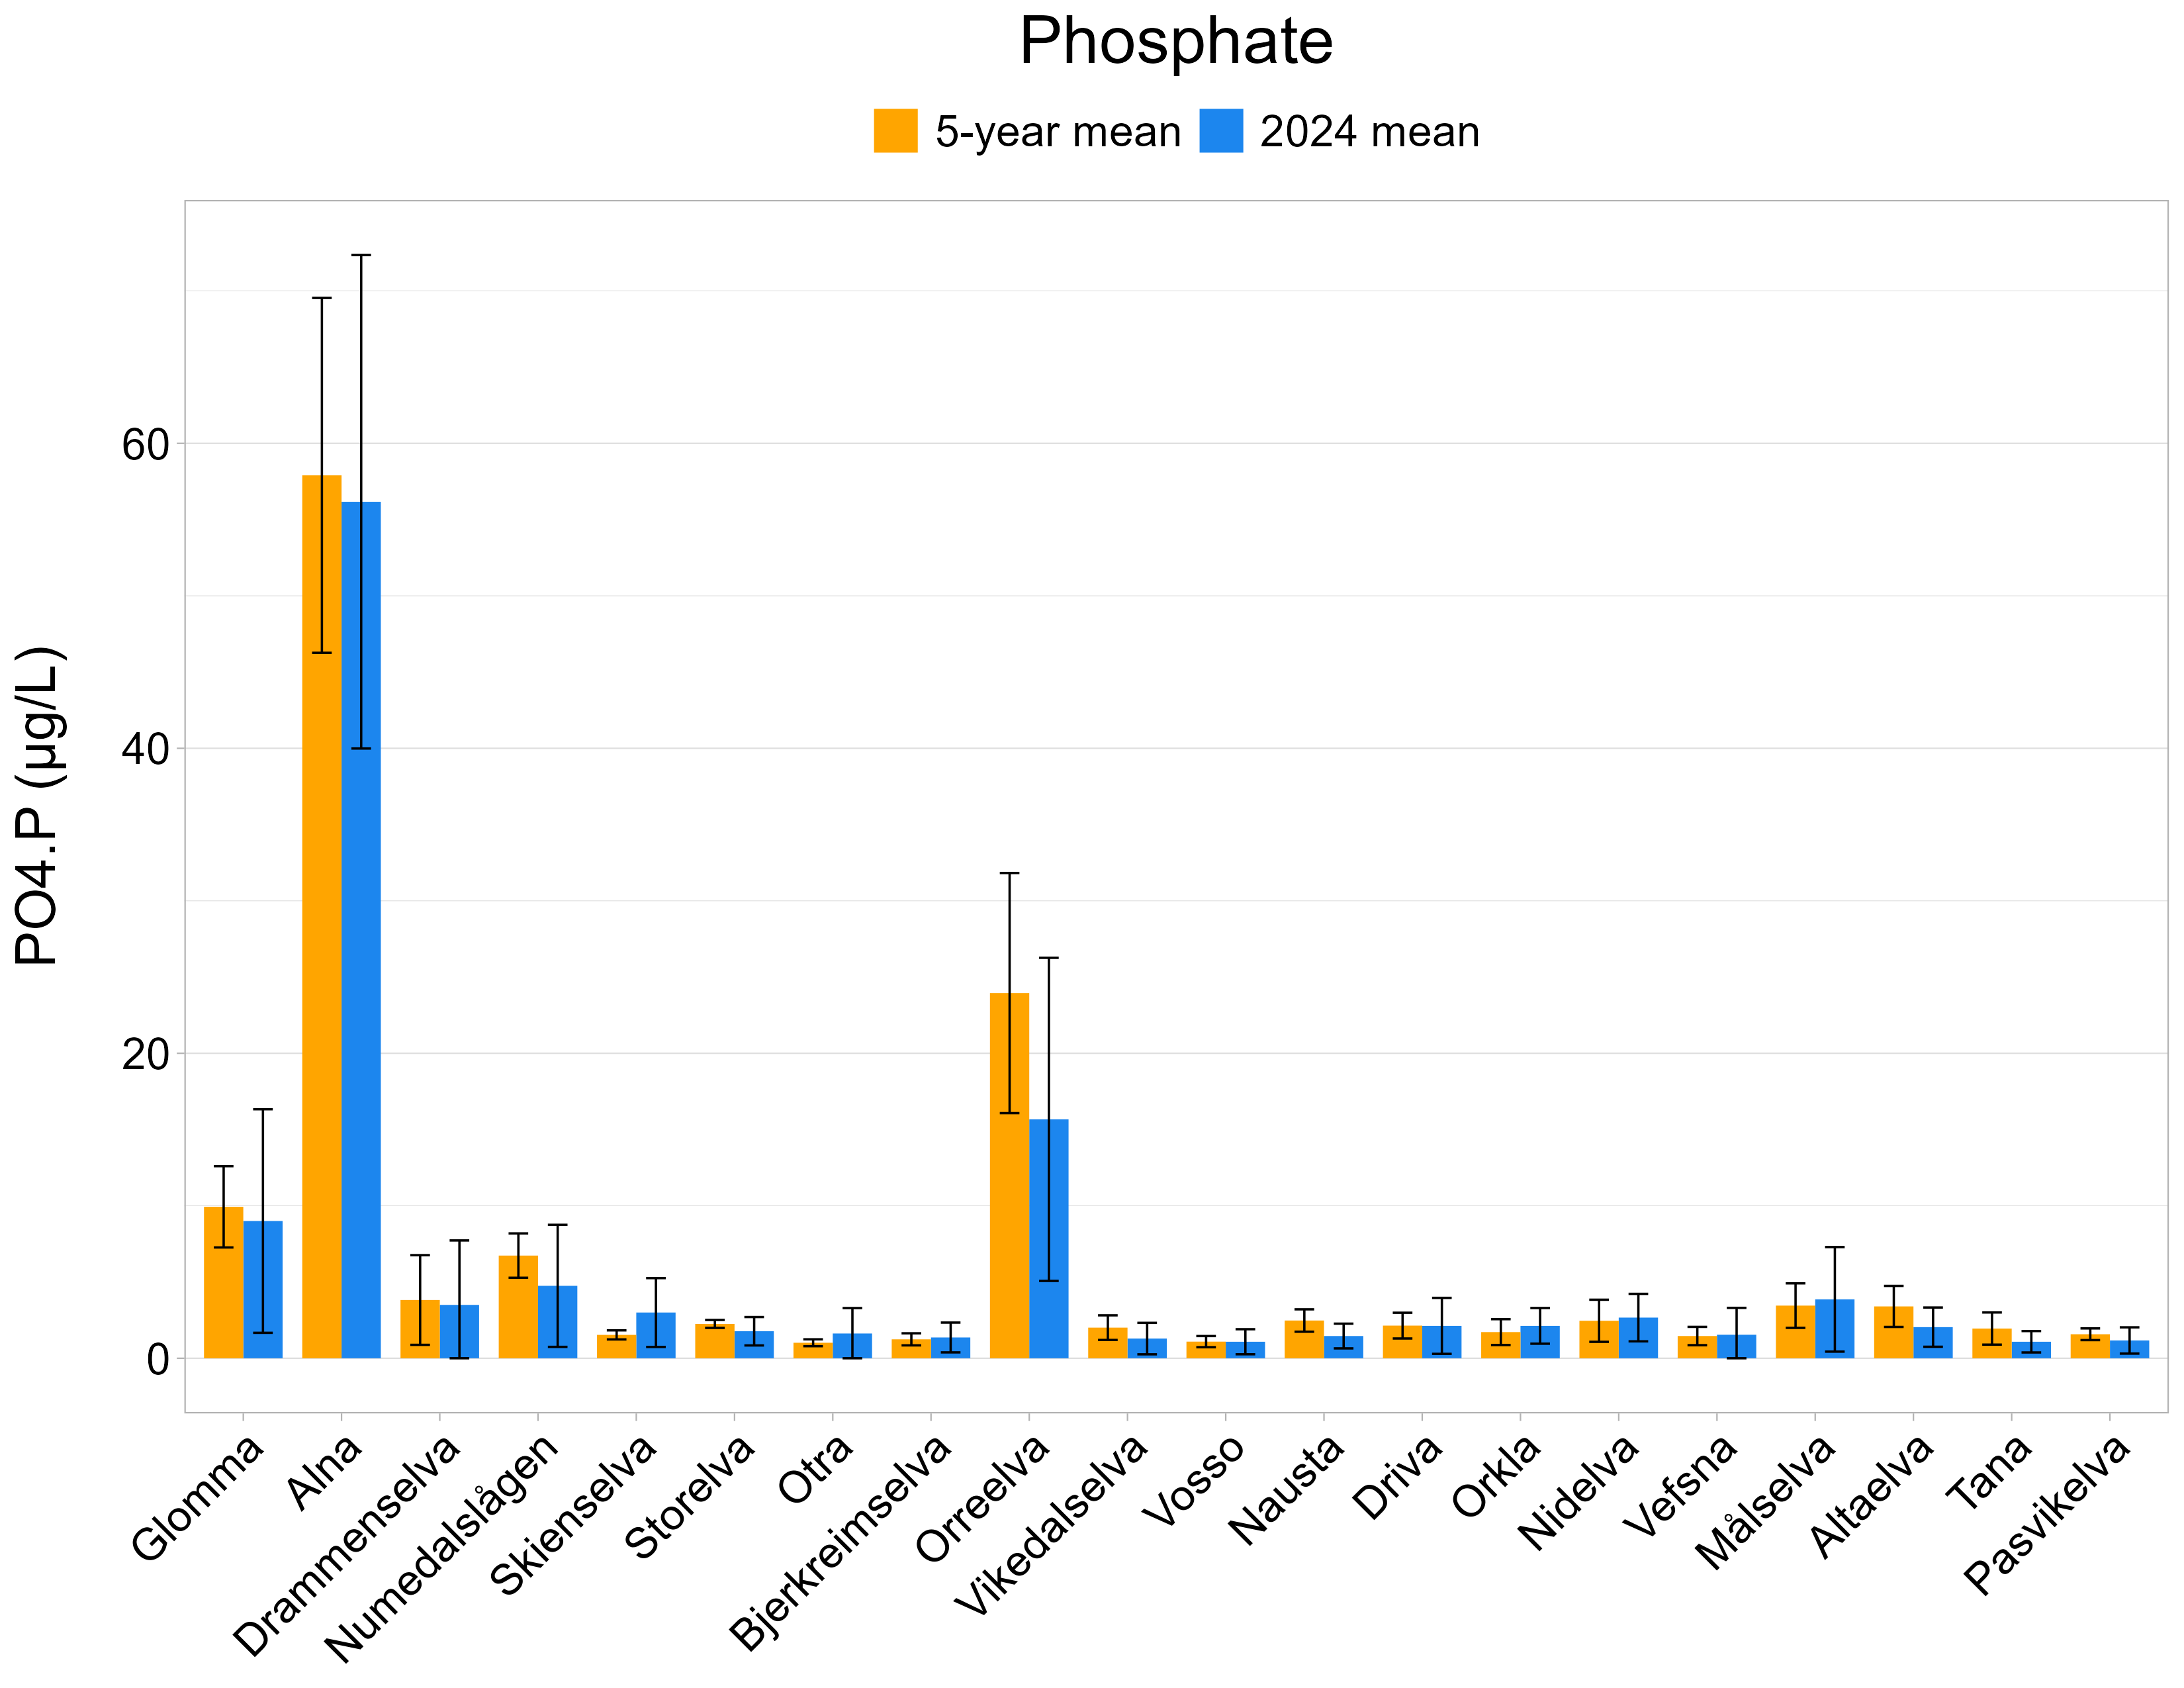 Phosphate
5-year mean 2024 mean
PO4.P (µg/L)
60
40
20
0
Glomma
Alna
Drammenselva
Numedalslågen
Skienselva
Storelva
Otra
Bjerkreimselva
Orreelva
Vikedalselva
Vosso
Nausta
Driva
Orkla
Nidelva
Vefsna
Målselva
Altaelva
Tana
Pasvikelva